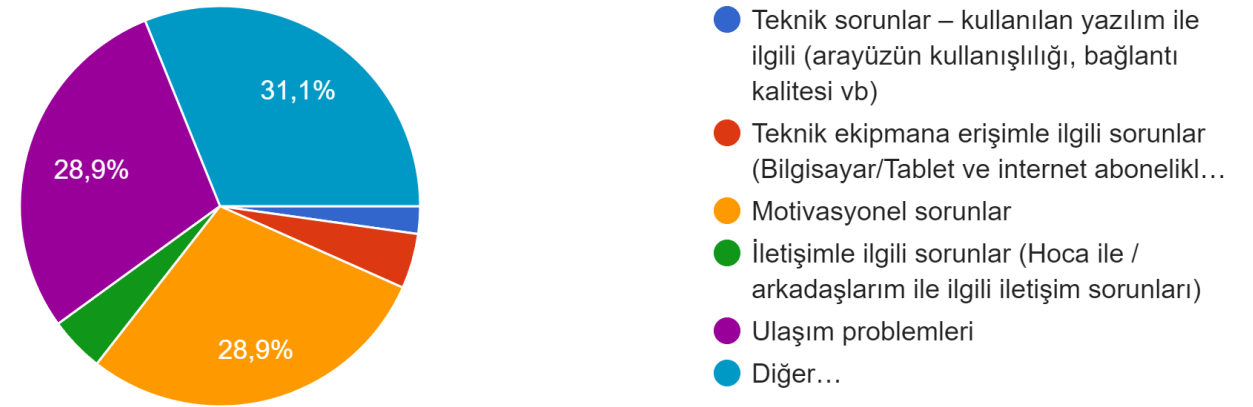 31,1%
28,9%
28,9%
Teknik sorunlar – kullanılan yazılım ile
ilgili (arayüzün kullanışlılığı, bağlantı
kalitesi vb)
Teknik ekipmana erişimle ilgili sorunlar
(Bilgisayar/Tablet ve internet abonelikl…
Motivasyonel sorunlar
İletişimle ilgili sorunlar (Hoca ile /
arkadaşlarım ile ilgili iletişim sorunları)
Ulaşım problemleri
Diğer…